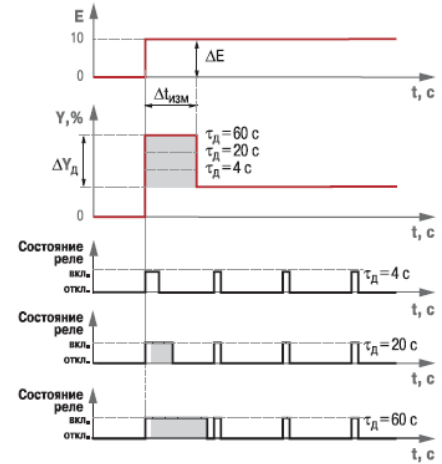 E
10
ΔE
0
t, с
Δtизм
Y,%
τд=60 с
τд=20 с
τд=4 с
ΔYд
0
t, с
Состояние
реле
вкл.
τд=4 с
откл.
t, с
Состояние
реле
вкл.
τд=20 с
откл.
t, с
Состояние
реле
вкл.
τд=60 с
откл.
t, с